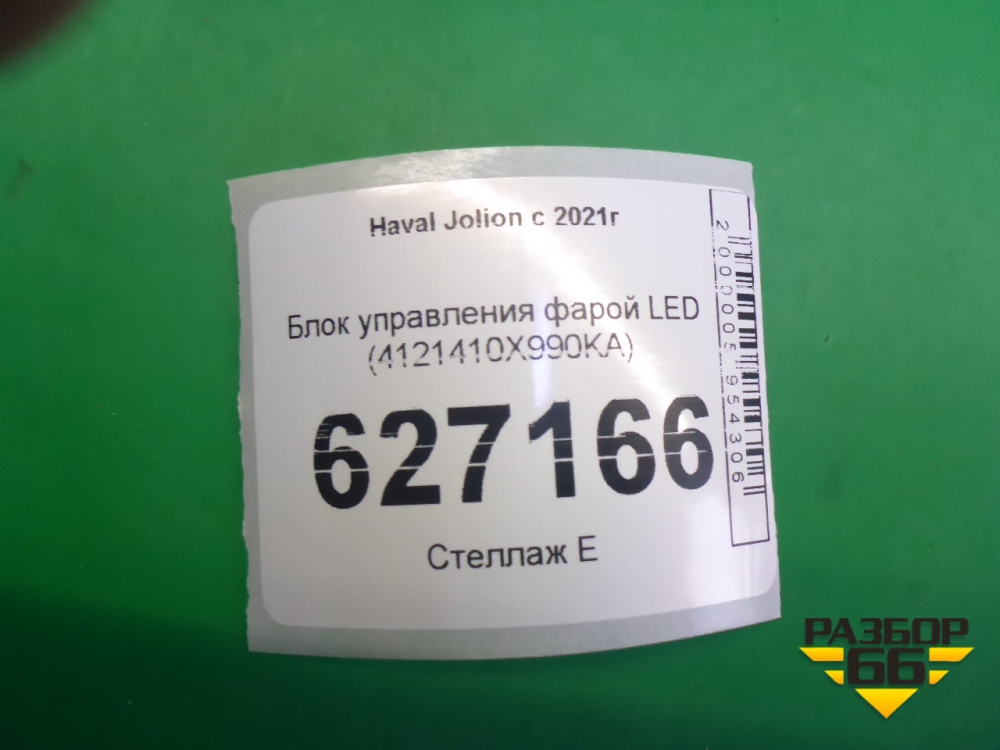 Haval Jolion с 2021г
Блок управления фарой LED
(4121410X990KA)
627166
Стеллаж Е
2000005954306
РАЗБОР
66